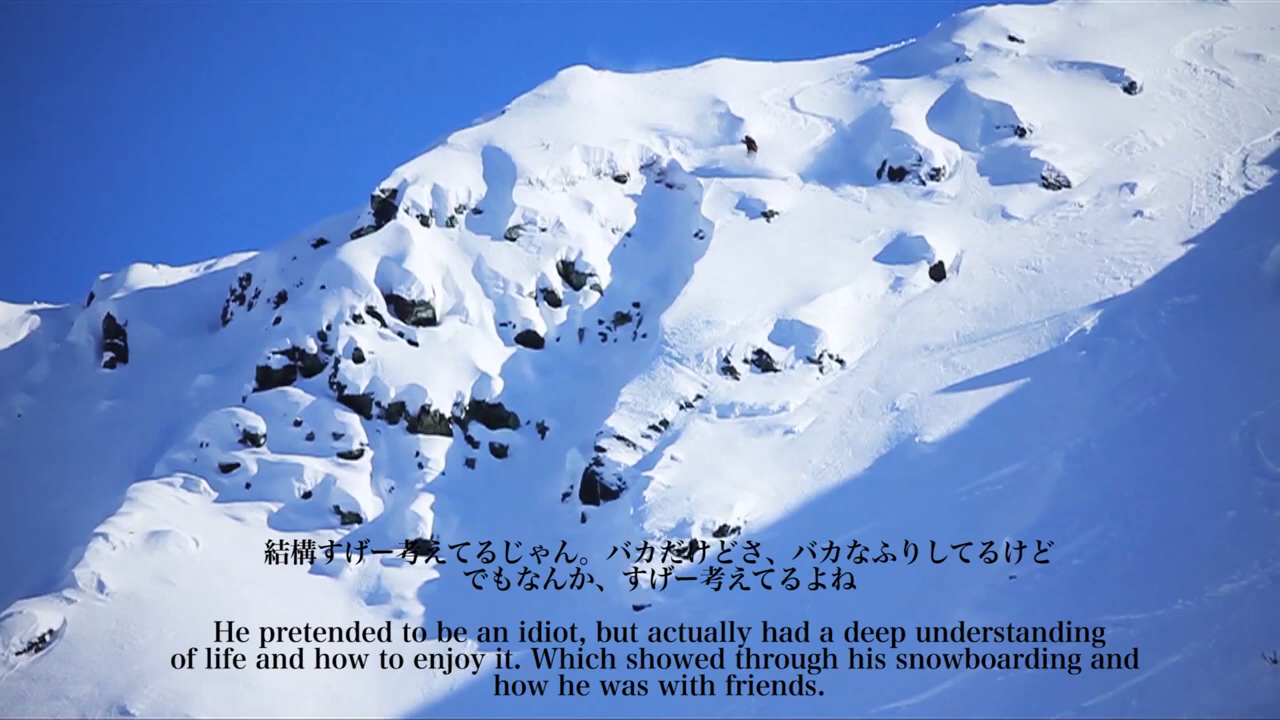 結構すげー考えてるじゃん。バカだけどさ、バカなふりしてるけど
でもなんか、すげー考えてるよね
He pretended to be an idiot, but actually had a deep understanding
of life and how to enjoy it. Which showed through his snowboarding and
how he was with friends.